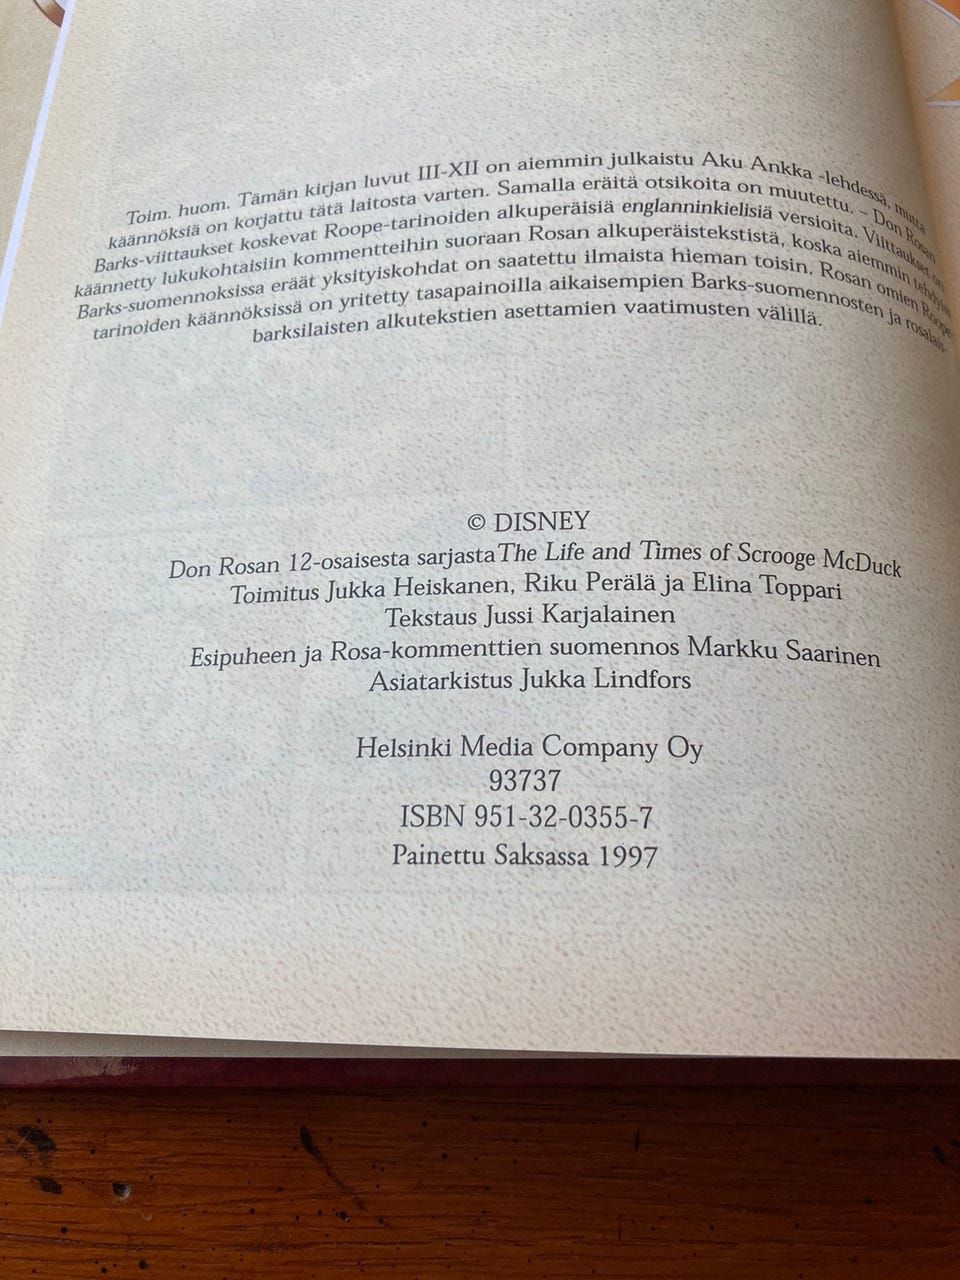 Toim. huom. Tämän kirjan luvut III-XII on aiemmin julkaistu Aku Ankka -lehdessä, mutta
käännöksiä on korjattu tätä laitosta varten. Samalla eräitä otsikoita on muutettu. – Don Rosan
Barks-viittaukset koskevat Roope-tarinoiden alkuperäisiä englanninkielisiä versioita. Viittaukset on
käännetty lukukohtaisiin kommentteihin suoraan Rosan alkuperäistekstistä, koska aiemmin tehdyissä
Barks-suomennoksissa eräät yksityiskohdat on saatettu ilmaista hieman toisin. Rosan omien Roope-
tarinoiden käännöksissä on yritetty tasapainoilla aikaisempien Barks-suomennosten ja rosalais-
barksilaisten alkutekstien asettamien vaatimusten välillä.
© DISNEY
Don Rosan 12-osaisesta sarjasta The Life and Times of Scrooge McDuck
Toimitus Jukka Heiskanen, Riku Perälä ja Elina Toppari
Tekstaus Jussi Karjalainen
Esipuheen ja Rosa-kommenttien suomennos Markku Saarinen
Asiatarkistus Jukka Lindfors
Helsinki Media Company Oy
93737
ISBN 951-32-0355-7
Painettu Saksassa 1997